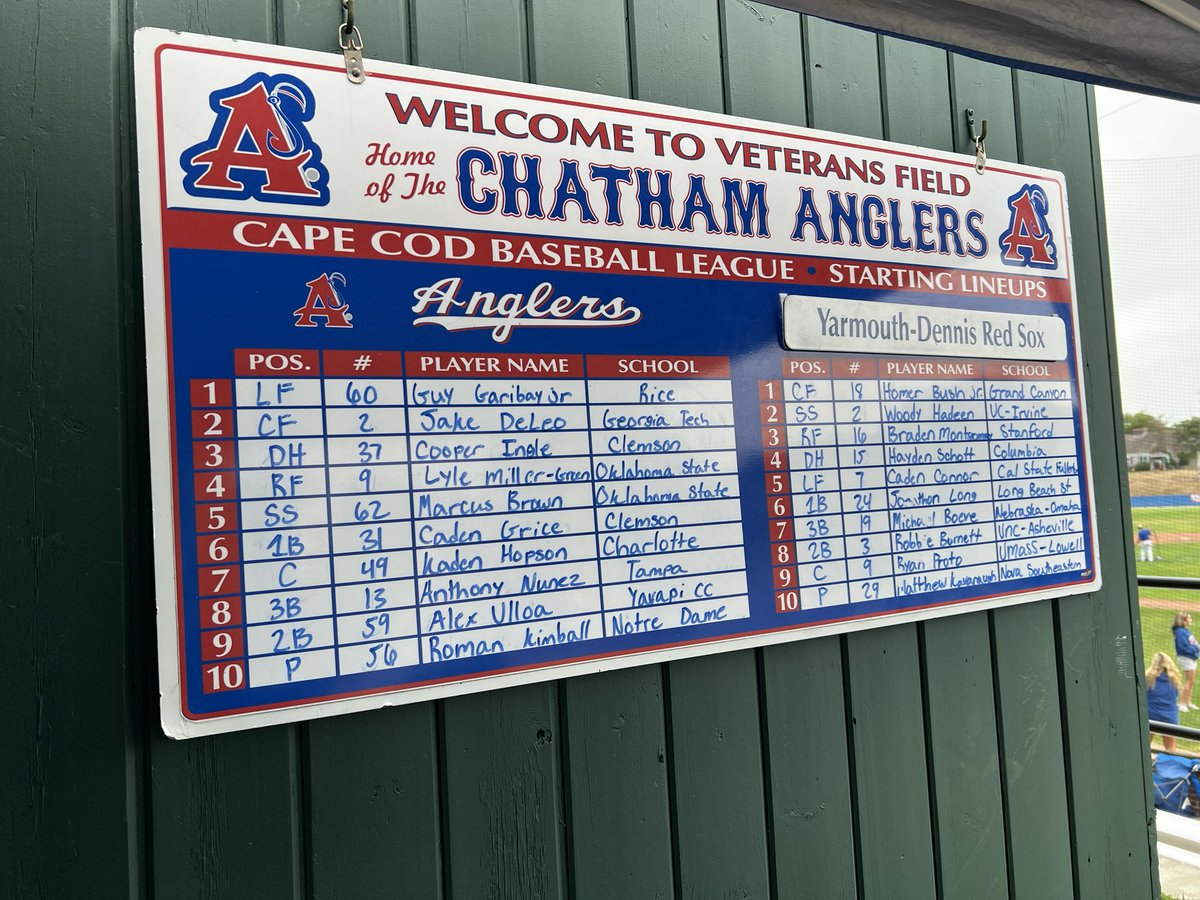 WELCOME TO VETERANS FIELD
Home of The CHATHAM ANGLERS
CAPE COD BASEBALL LEAGUE • STARTING LINEUPS
A Anglers
POS. # PLAYER NAME SCHOOL
1 LF 60 Guy Garibay Jr Rice
2 CF 2 Jake DeLeo Georgia Tech
3 DH 37 Cooper Ingle Clemson
4 RF 9 Lyle Miller-Green Oklahoma State
5 SS 62 Marcus Brown Oklahoma State
6 1B 31 Caden Grice Clemson
7 C 49 Kaden Hopson Charlotte
8 3B 13 Anthony Nunez Tampa
9 2B 59 Alex Ulloa Yavapi CC
10 P 56 Roman Kimball Notre Dame
Yarmouth-Dennis Red Sox
POS. # PLAYER NAME SCHOOL
1 CF 18 Homer Bush Jr. Grand Canyon
2 SS 2 Woody Hadeen UC-Irvine
3 RF 16 Braden Montgomery Stanford
4 DH 15 Hayden Schott Columbia
5 LF 7 Caden Connor Cal State Fullerton
6 1B 24 Jonathon Long Long Beach St
7 3B 19 Michael Boeve Nebraska-Omaha
8 2B 3 Robbie Burnett UNC-Asheville
9 C 9 Ryan Proto UMass-Lowell
10 P 29 Matthew Kavanaugh Nova Southeastern